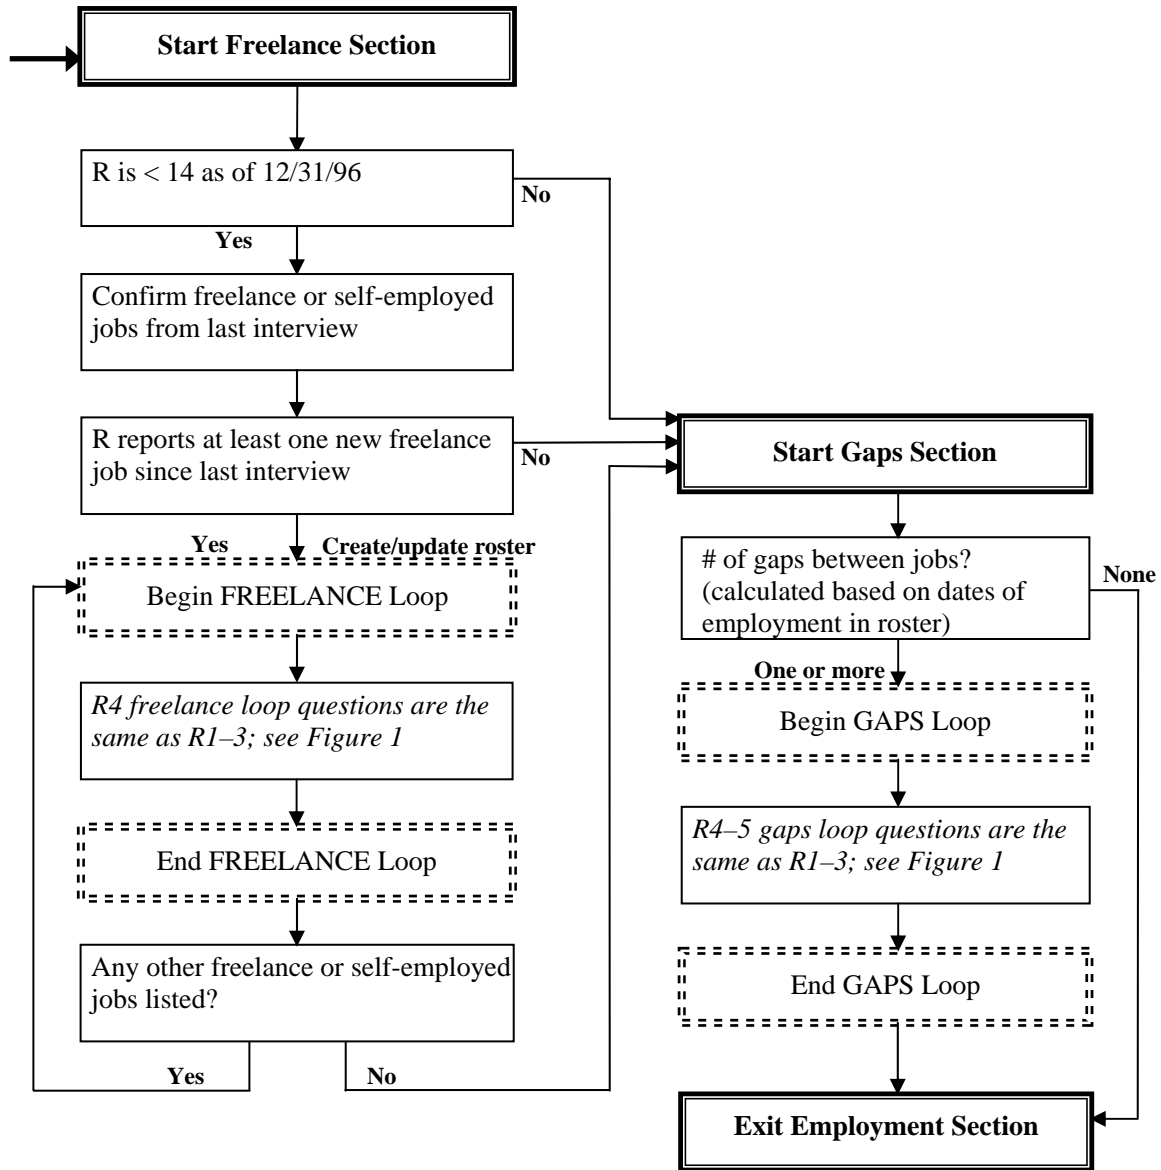 Start Freelance Section
R is < 14 as of 12/31/96
No
Yes
Confirm freelance or self-employed
jobs from last interview
R reports at least one new freelance
job since last interview
No
Yes
Create/update roster
Begin FREELANCE Loop
R4 freelance loop questions are the
same as R1–3; see Figure 1
End FREELANCE Loop
Any other freelance or self-employed
jobs listed?
Yes
No
Start Gaps Section
# of gaps between jobs?
(calculated based on dates of
employment in roster)
None
One or more
Begin GAPS Loop
R4–5 gaps loop questions are the
same as R1–3; see Figure 1
End GAPS Loop
Exit Employment Section